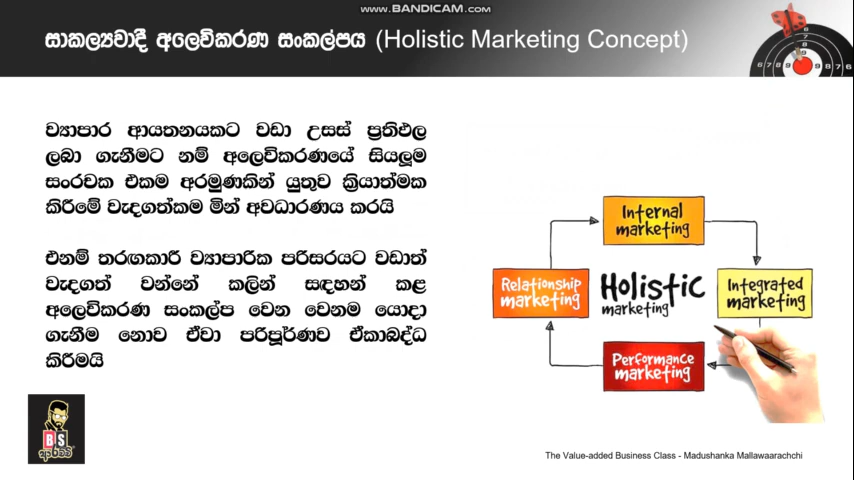 www.BANDICAM.com
සාකල්‍යවාදී අලෙවිකරණ සංකල්පය (Holistic Marketing Concept)
ව්‍යාපාර ආයතනයකට වඩා උසස් ප්‍රතිඵල
ලබා ගැනීමට නම් අලෙවිකරණයේ සියලුම
සංරචක එකම අරමුණකින් යුතුව ක්‍රියාත්මක
කිරීමේ වැදගත්කම මින් අවධාරණය කරයි
එනම් තරඟකාරී ව්‍යාපාරික පරිසරයට වඩාත්
වැදගත් වන්නේ කලින් සඳහන් කළ
අලෙවිකරණ සංකල්ප වෙන වෙනම යොදා
ගැනීම නොව ඒවා පරිපූර්ණව ඒකාබද්ධ
කිරීමයි
Internal
marketing
Relationship
marketing
Holistic
marketing
Integrated
marketing
Performance
marketing
BS
The Value-added Business Class - Madushanka Mallawaarachchi